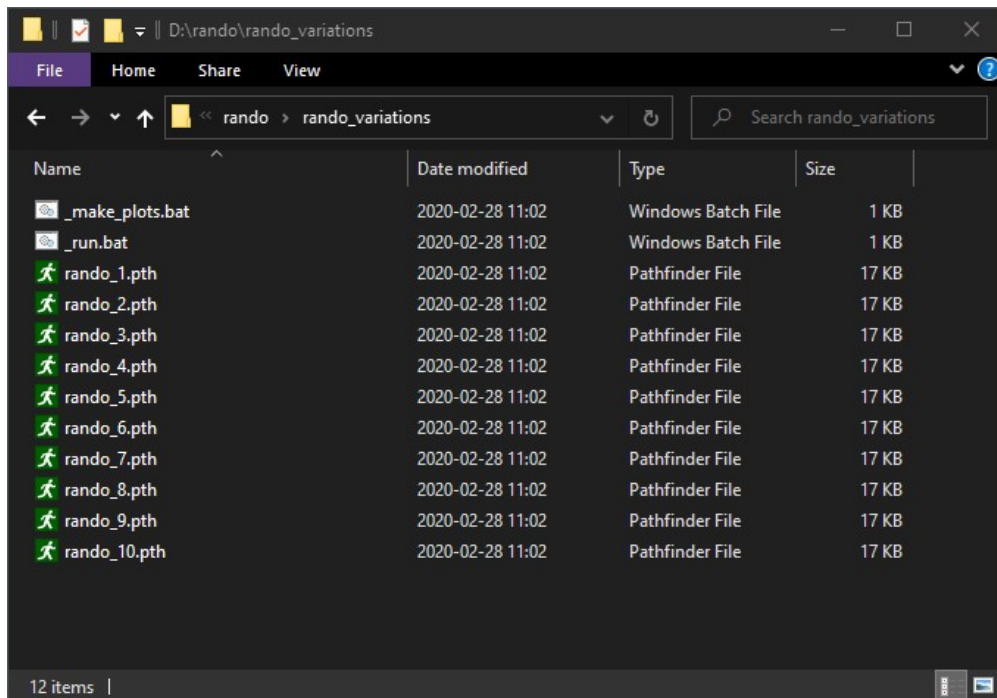 D:\rando\rando_variations
File Home Share View
rando rando_variations Search rando_variations
Name Date modified Type Size
_make_plots.bat 2020-02-28 11:02 Windows Batch File 1 KB
_run.bat 2020-02-28 11:02 Windows Batch File 1 KB
rando_1.pth 2020-02-28 11:02 Pathfinder File 17 KB
rando_2.pth 2020-02-28 11:02 Pathfinder File 17 KB
rando_3.pth 2020-02-28 11:02 Pathfinder File 17 KB
rando_4.pth 2020-02-28 11:02 Pathfinder File 17 KB
rando_5.pth 2020-02-28 11:02 Pathfinder File 17 KB
rando_6.pth 2020-02-28 11:02 Pathfinder File 17 KB
rando_7.pth 2020-02-28 11:02 Pathfinder File 17 KB
rando_8.pth 2020-02-28 11:02 Pathfinder File 17 KB
rando_9.pth 2020-02-28 11:02 Pathfinder File 17 KB
rando_10.pth 2020-02-28 11:02 Pathfinder File 17 KB
12 items